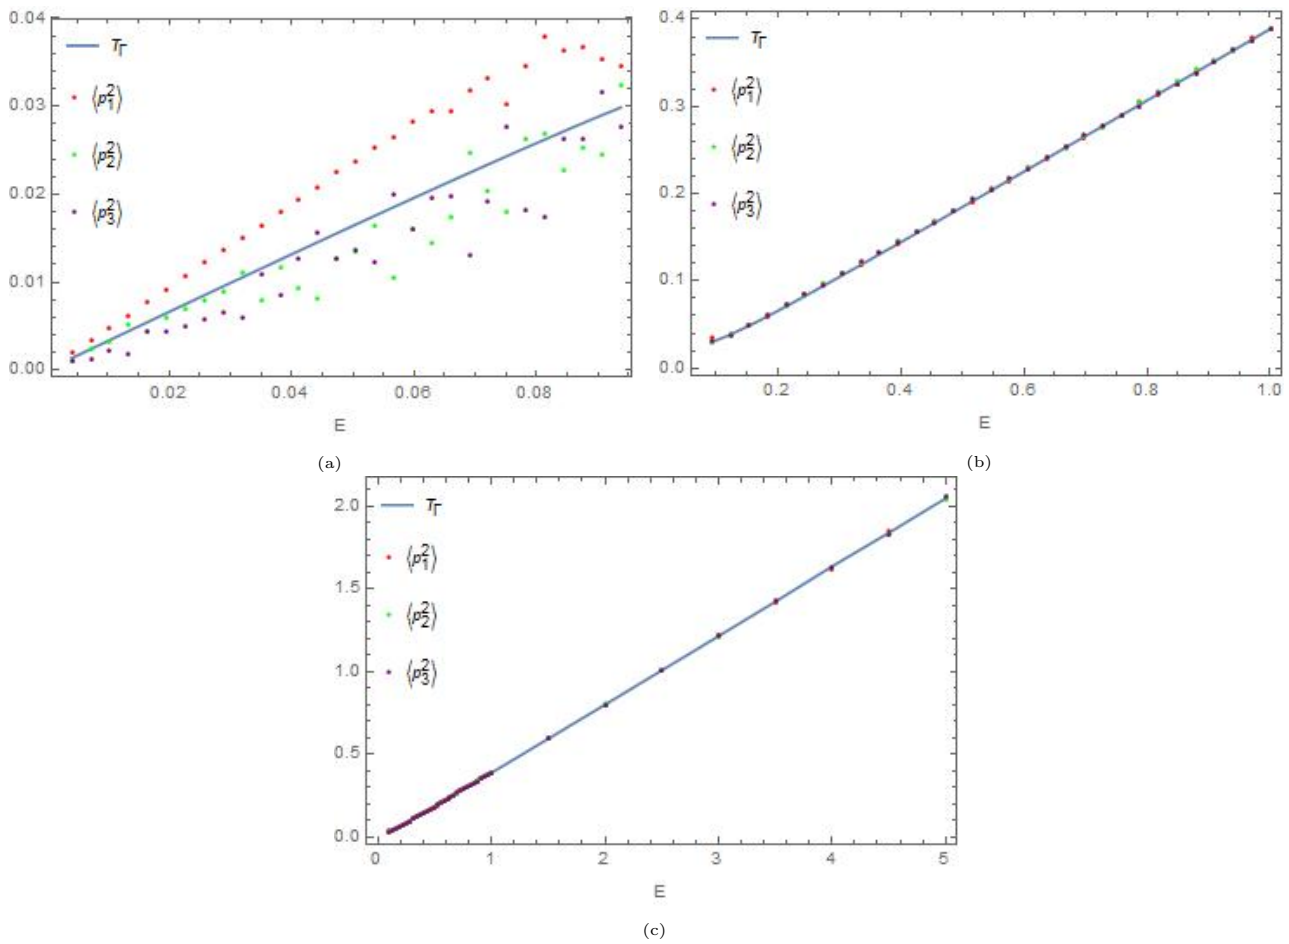 0.04
0.03
0.02
0.01
0.00
T_Γ
⟨p_1^2⟩
⟨p_2^2⟩
⟨p_3^2⟩
0.02 0.04 0.06 0.08
E
(a)
0.4
0.3
0.2
0.1
0.0
T_Γ
⟨p_1^2⟩
⟨p_2^2⟩
⟨p_3^2⟩
0.2 0.4 0.6 0.8 1.0
E
(b)
2.0
1.5
1.0
0.5
0.0
T_Γ
⟨p_1^2⟩
⟨p_2^2⟩
⟨p_3^2⟩
0 1 2 3 4 5
E
(c)